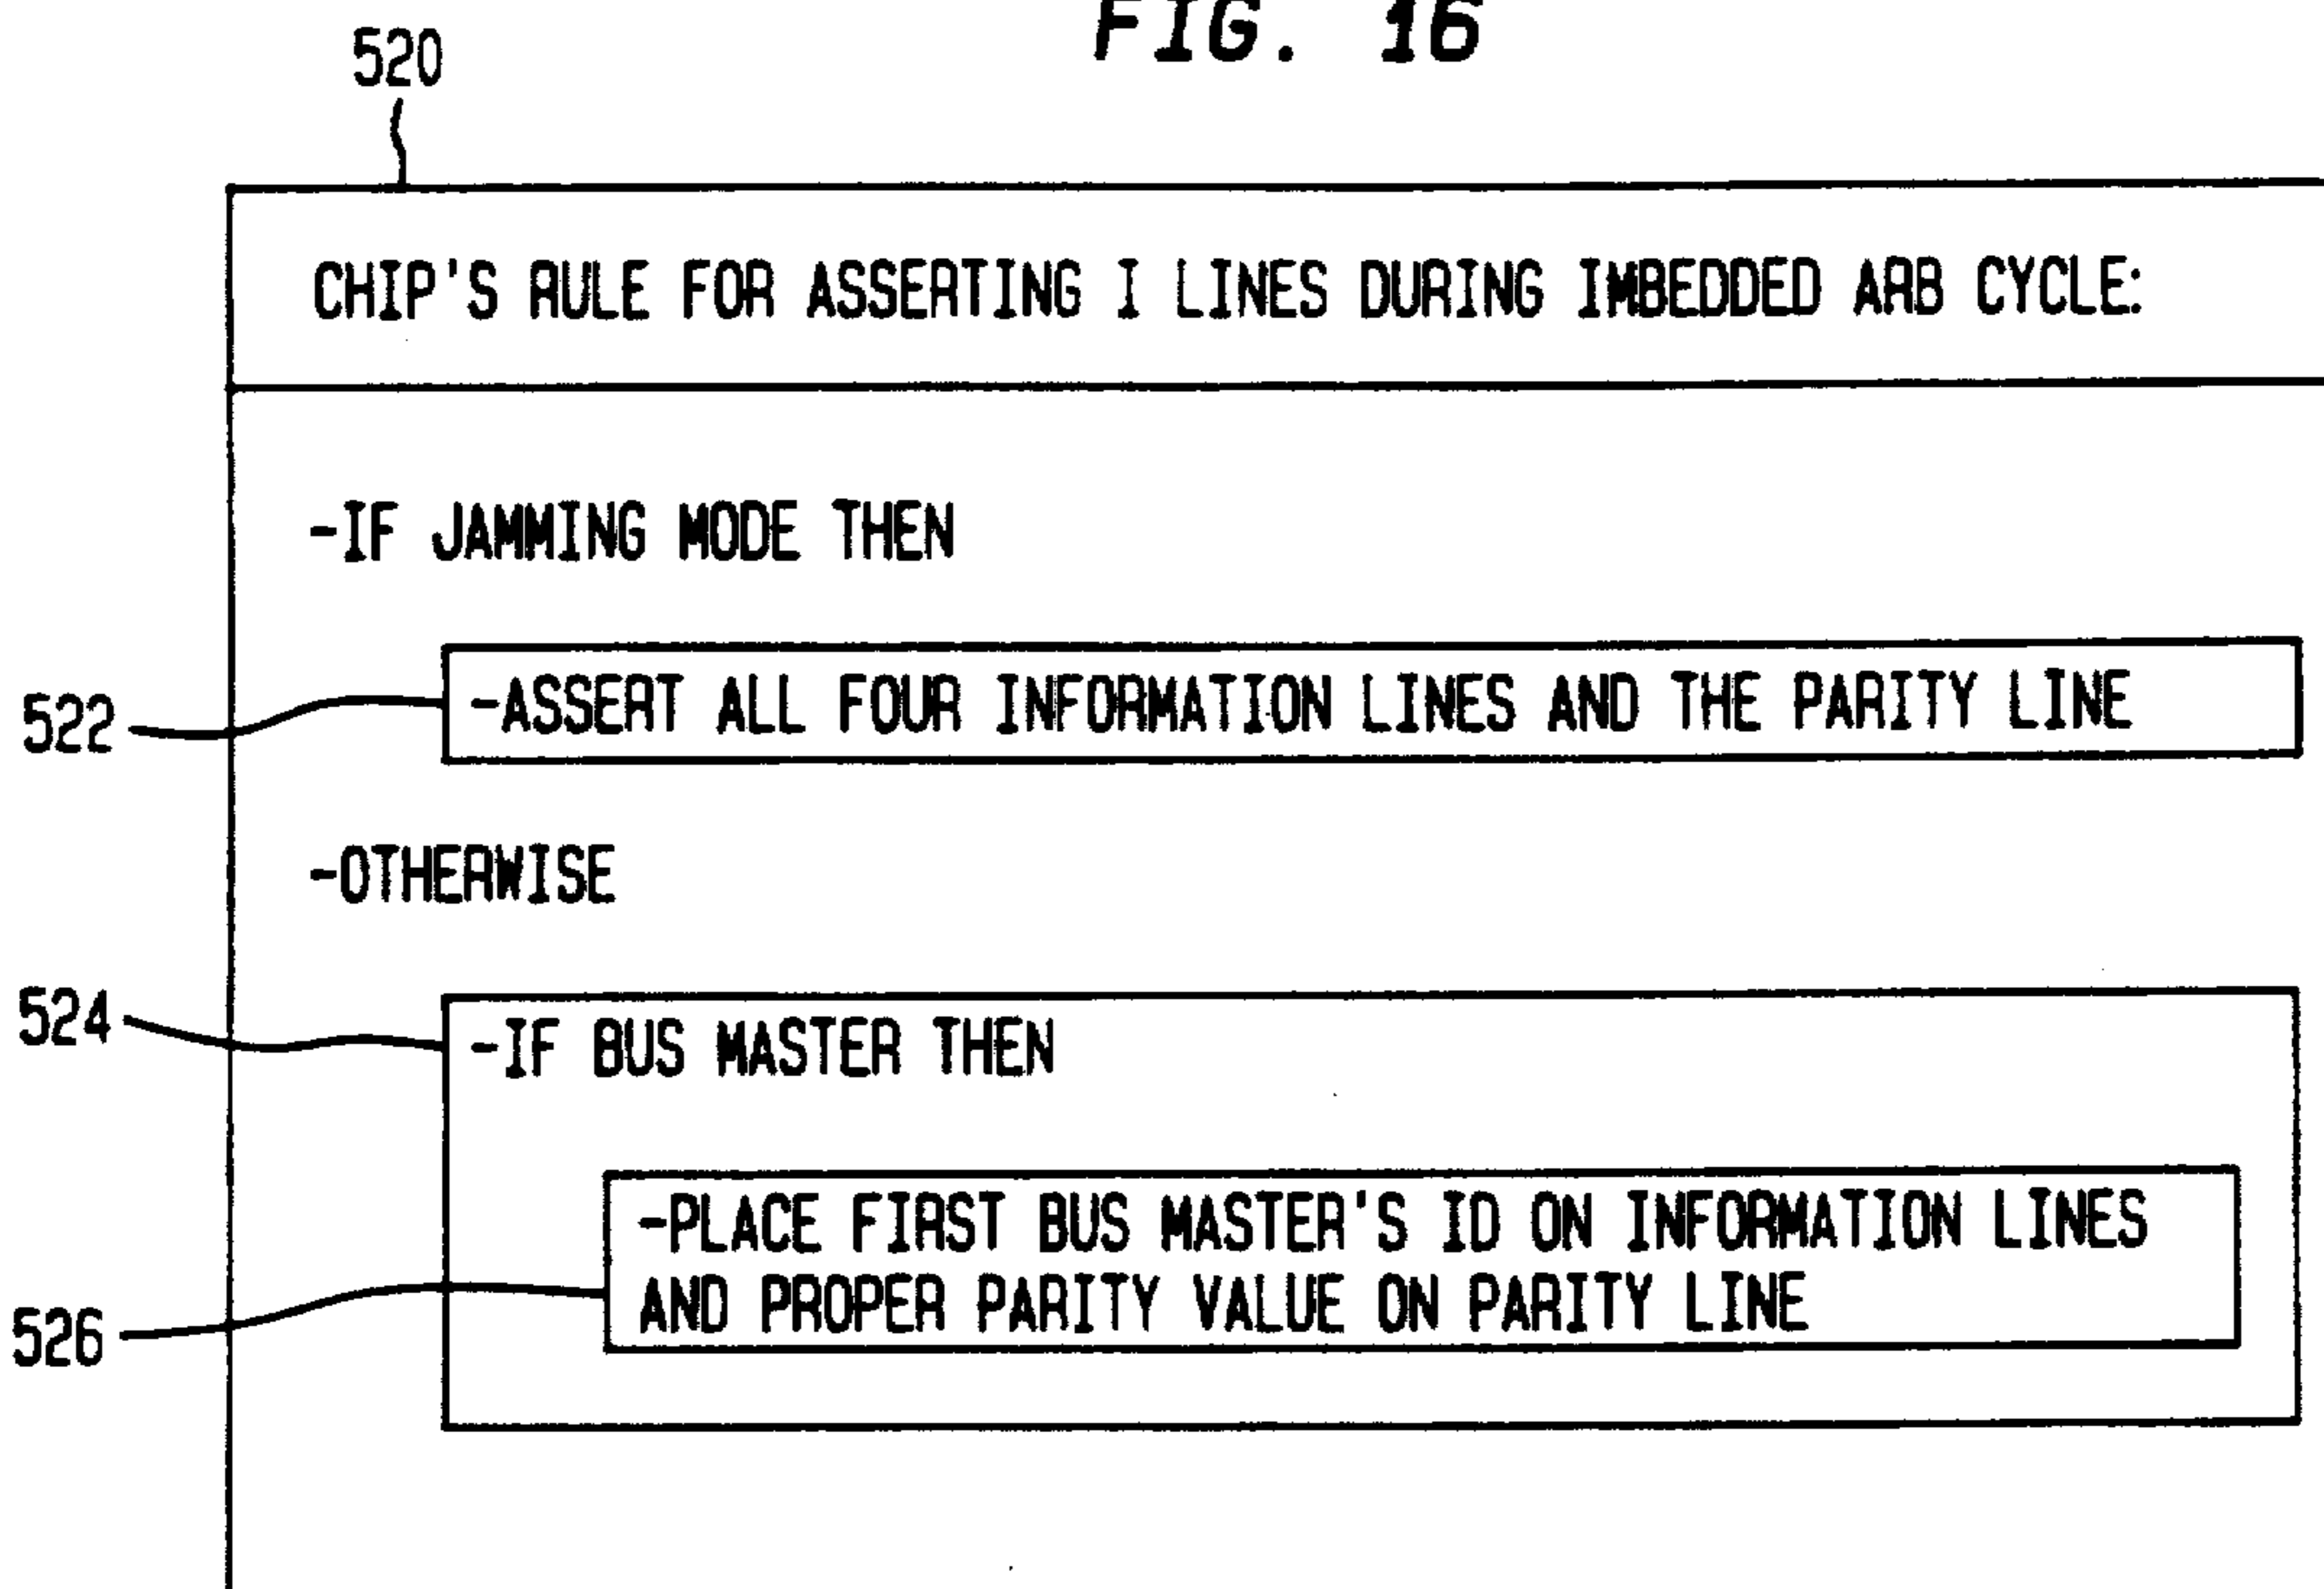 FIG. 16
520
CHIP'S RULE FOR ASSERTING I LINES DURING IMBEDDED ARB CYCLE:
-IF JAMMING MODE THEN
522
-ASSERT ALL FOUR INFORMATION LINES AND THE PARITY LINE
-OTHERWISE
524
-IF BUS MASTER THEN
-PLACE FIRST BUS MASTER'S ID ON INFORMATION LINES
AND PROPER PARITY VALUE ON PARITY LINE
526